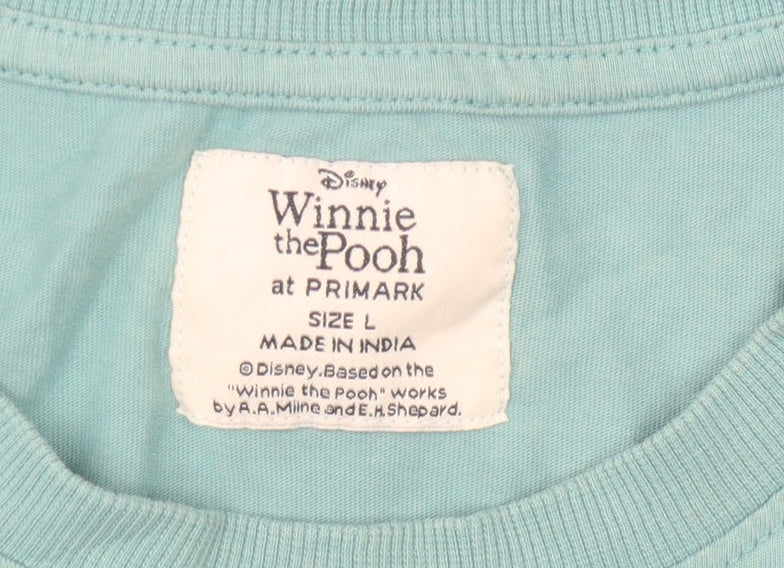 Disney
Winnie
the Pooh
at PRIMARK
SIZE L
MADE IN INDIA
©Disney.Based on the
"Winnie the Pooh" works
by A.A.Milne and E.H.Shepard.